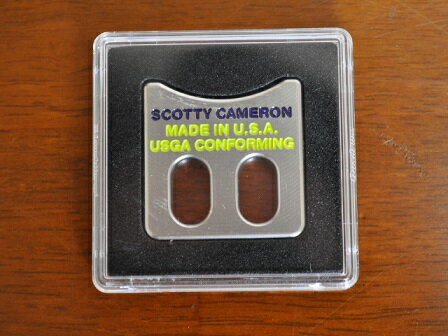 SCOTTY CAMERON
MADE IN U.S.A.
USGA CONFORMING